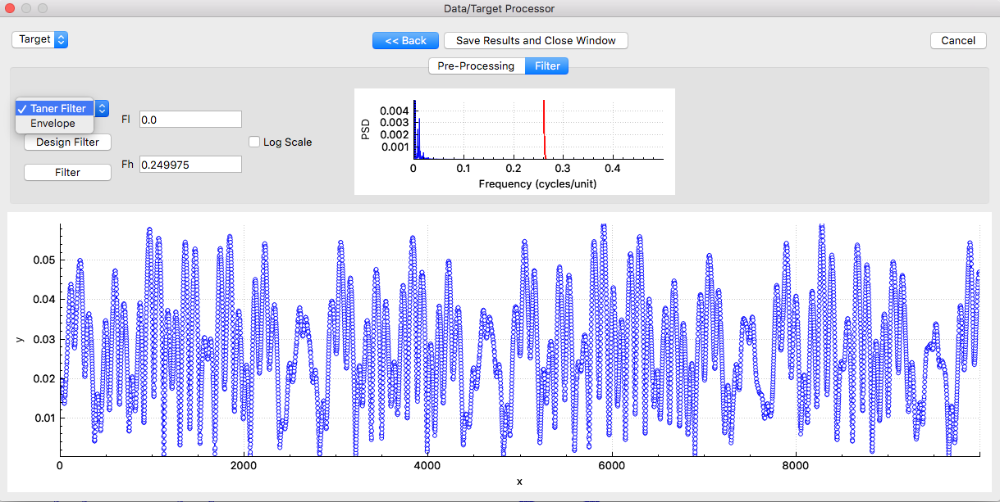 Data/Target Processor
Target << Back Save Results and Close Window Cancel
Pre-Processing Filter
✓ Taner Filter
Envelope
Design Filter
Filter
Fl 0.0
Fh 0.249975
Log Scale
PSD
0.004
0.003
0.002
0.001
0 0.1 0.2 0.3 0.4
Frequency (cycles/unit)
y
0.05
0.04
0.03
0.02
0.01
0 2000 4000 6000 8000
x